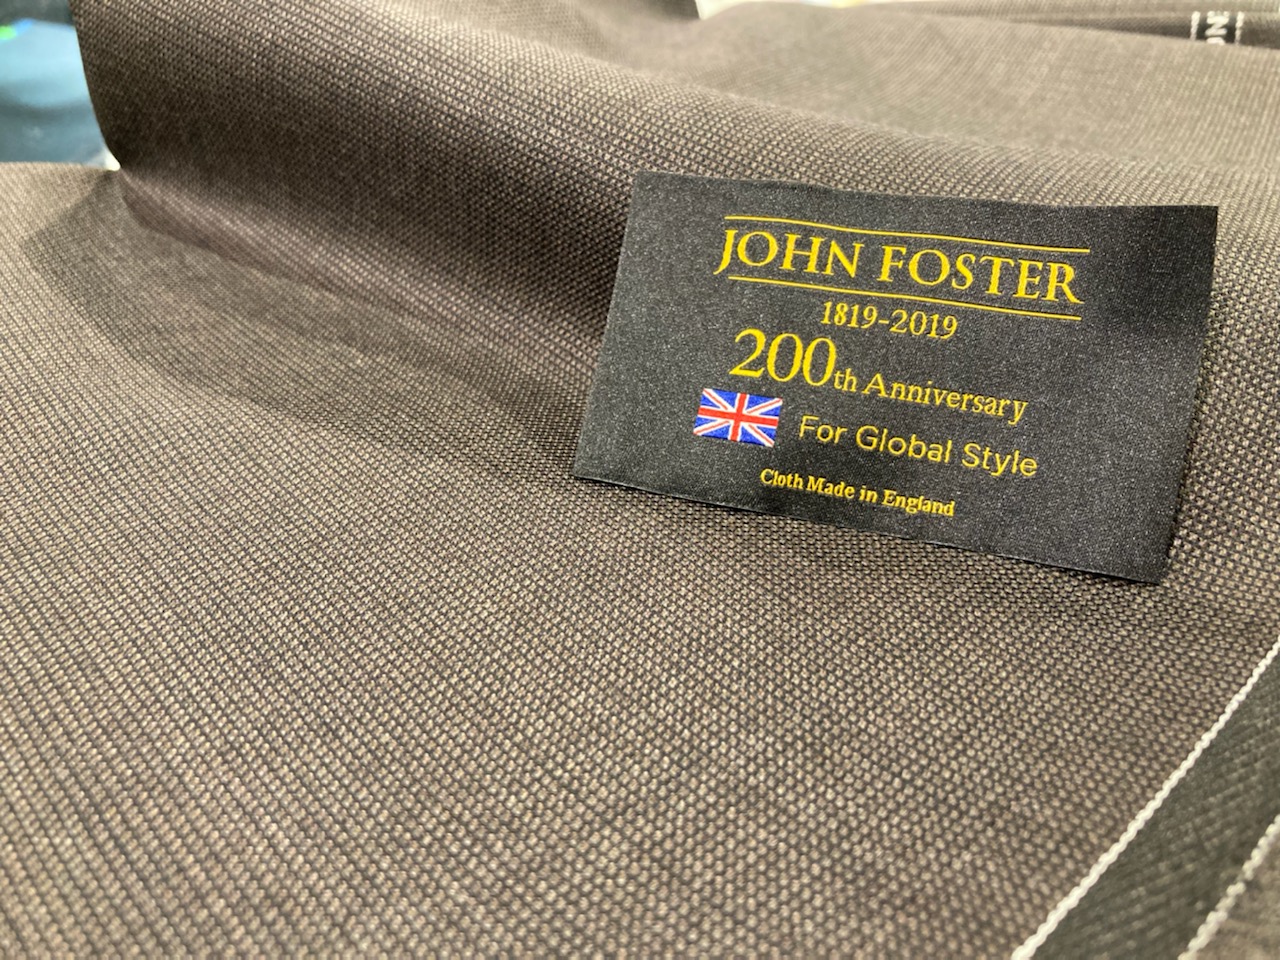 JOHN FOSTER
1819-2019
200th Anniversary
For Global Style
Cloth Made in England